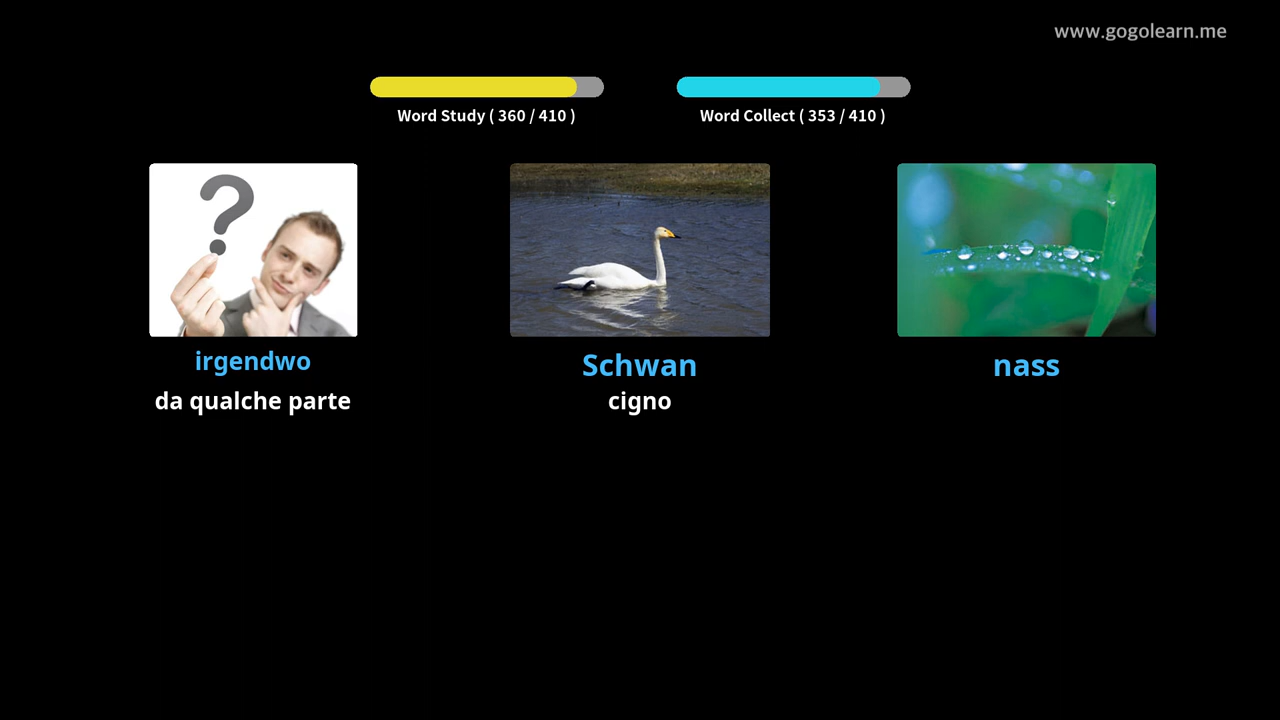 www.gogolearn.me
Word Study ( 360 / 410 )
Word Collect ( 353 / 410 )
irgendwo
da qualche parte
Schwan
cigno
nass